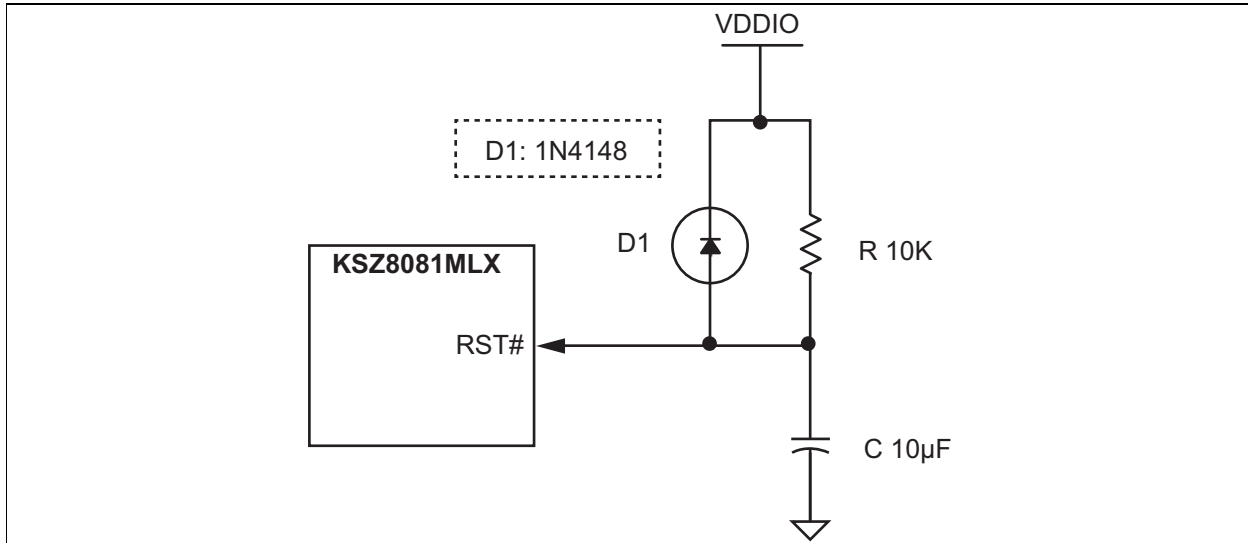 VDDIO
D1: 1N4148
D1
R 10K
KSZ8081MLX
RST#
C 10µF